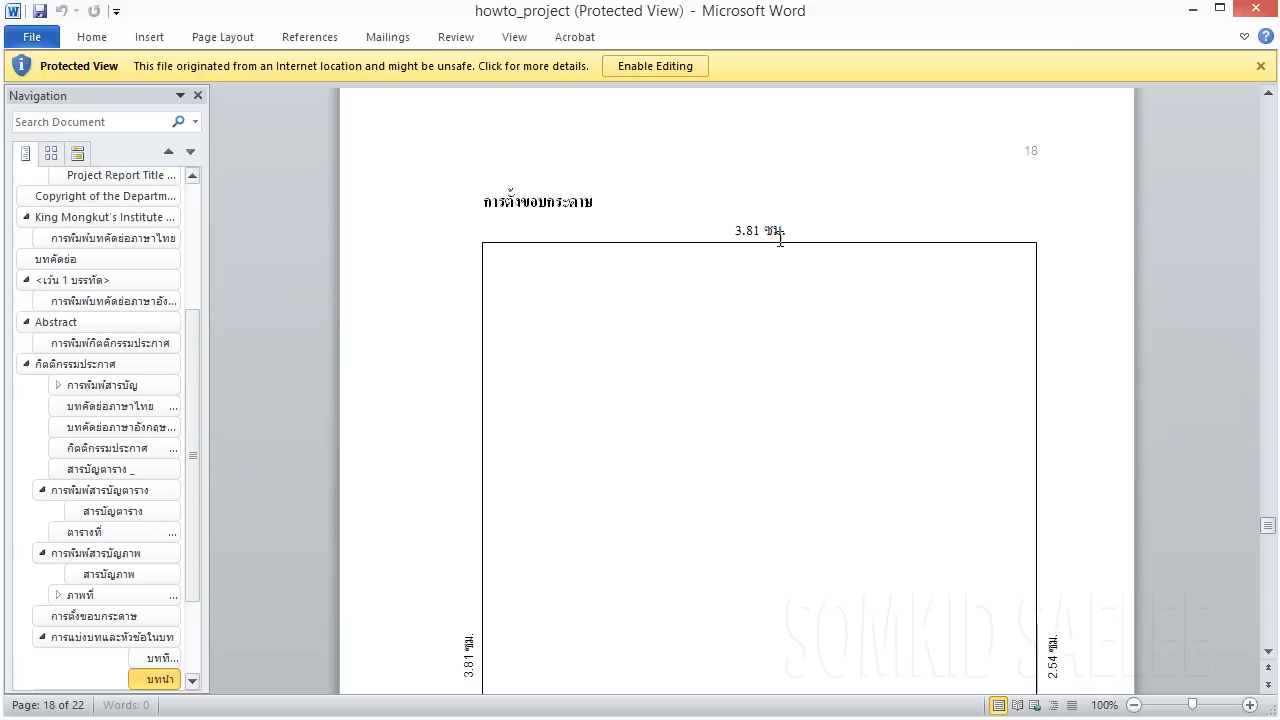 howto_project (Protected View) - Microsoft Word
File Home Insert Page Layout References Mailings Review View Acrobat
Protected View This file originated from an Internet location and might be unsafe. Click for more details. Enable Editing
Navigation
Search Document
Project Report Title ...
Copyright of the Departm...
King Mongkut's Institute ...
การพิมพ์บทคัดย่อภาษาไทย
บทคัดย่อ
<เว้น 1 บรรทัด>
การพิมพ์บทคัดย่อภาษาอัง...
Abstract
การพิมพ์กิตติกรรมประกาศ
กิตติกรรมประกาศ
การพิมพ์สารบัญ
บทคัดย่อภาษาไทย ...
บทคัดย่อภาษาอังกฤษ...
กิตติกรรมประกาศ ...
สารบัญตาราง _
การพิมพ์สารบัญตาราง
สารบัญตาราง
ตารางที่ ...
การพิมพ์สารบัญภาพ
สารบัญภาพ
ภาพที่ ...
การตั้งขอบกระดาษ
การแบ่งบทและหัวข้อในบท
บทที่...
บทนำ
18
การตั้งขอบกระดาษ
3.81 ซม.
3.81 ซม.
2.54 ซม.
SOMKID SAELEE
Page: 18 of 22 Words: 0 100%